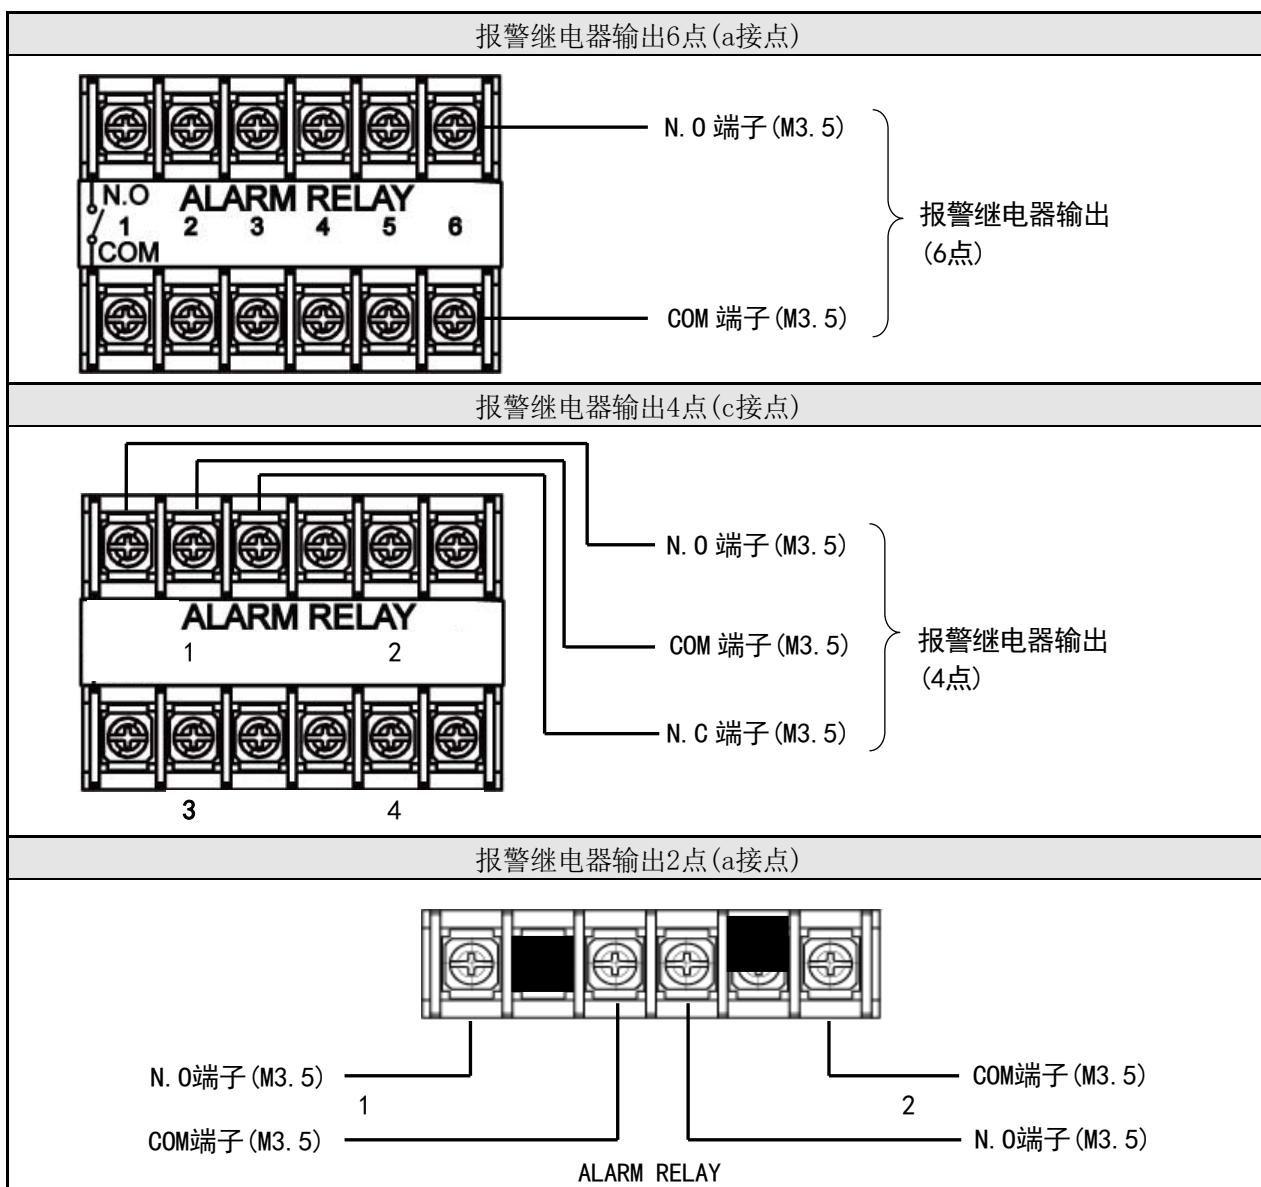 报警继电器输出6点(a接点)
N.O 端子(M3.5)
N.O ALARM RELAY
1 2 3 4 5 6
COM
报警继电器输出
(6点)
COM 端子(M3.5)
报警继电器输出4点(c接点)
N.O 端子(M3.5)
ALARM RELAY
1 2
COM 端子(M3.5)
报警继电器输出
(4点)
N.C 端子(M3.5)
3 4
报警继电器输出2点(a接点)
N.O端子(M3.5)
COM端子(M3.5)
1 2
COM端子(M3.5)
N.O端子(M3.5)
ALARM RELAY